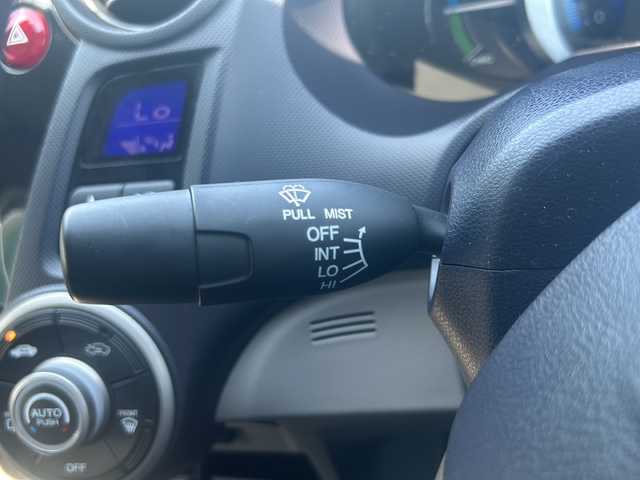 Lo
PULL MIST
OFF
INT
LO
HI
AUTO
PUSH
FRONT
OFF